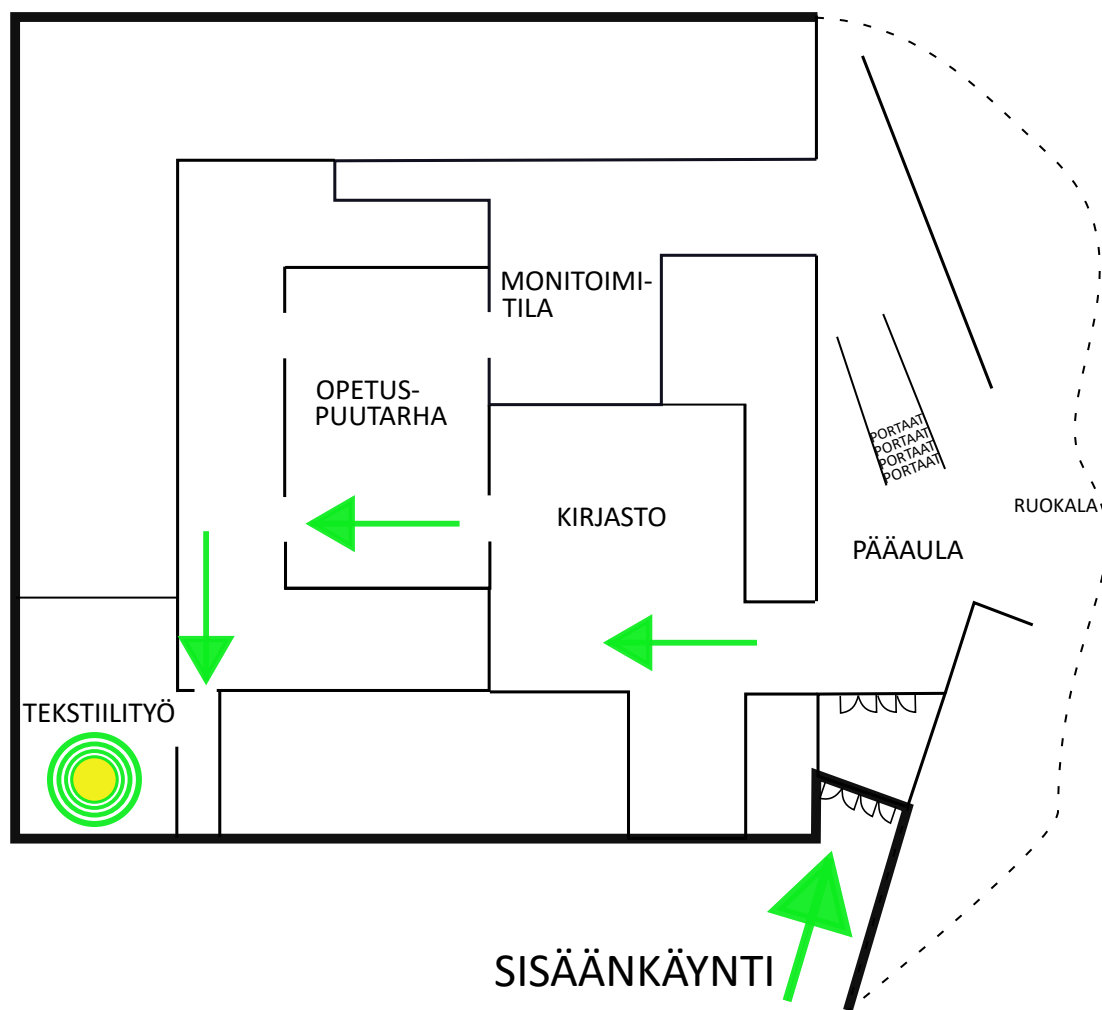 MONITOIMI-
TILA
OPETUS-
PUUTARHA
PORTAAT
PORTAAT
PORTAAT
PORTAAT
RUOKALA
KIRJASTO
PÄÄAULA
TEKSTIILITYÖ
SISÄÄNKÄYNTI